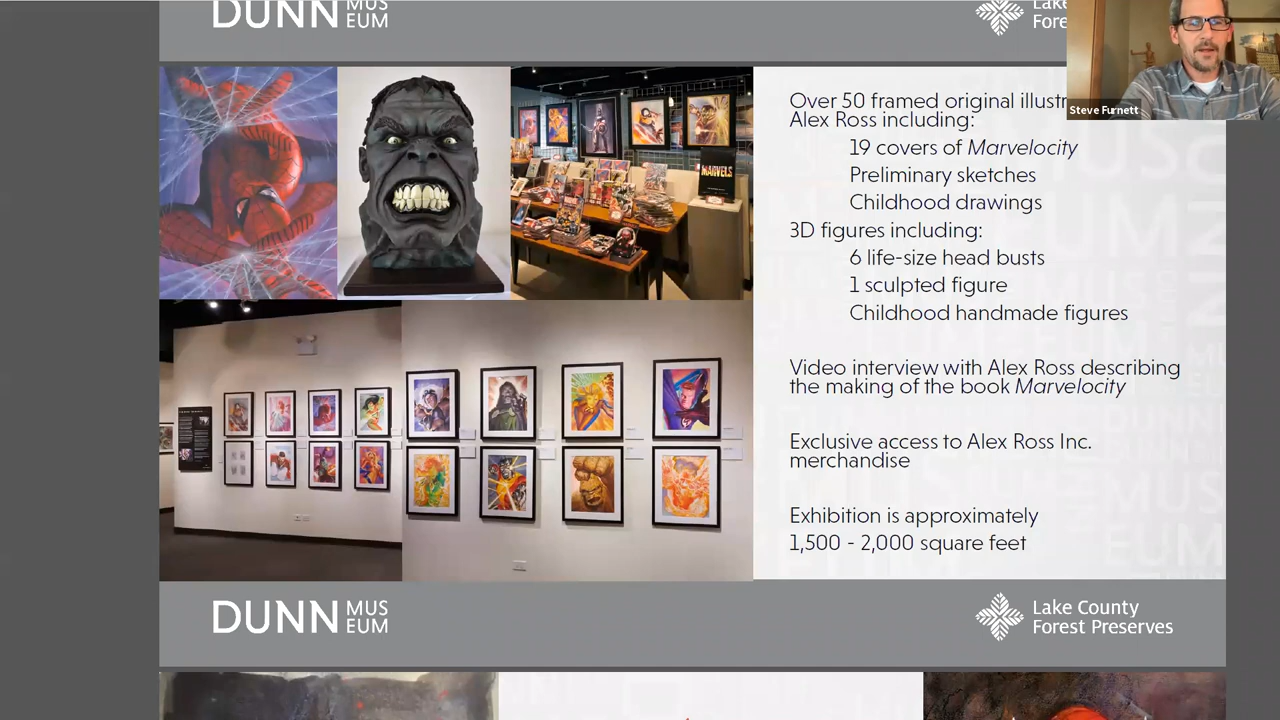 DUNN MUS
EUM
Lake
Fore
Steve Furnett
Over 50 framed original illustr
Alex Ross including:
19 covers of Marvelocity
Preliminary sketches
Childhood drawings
3D figures including:
6 life-size head busts
1 sculpted figure
Childhood handmade figures
Video interview with Alex Ross describing
the making of the book Marvelocity
Exclusive access to Alex Ross Inc.
merchandise
Exhibition is approximately
1,500 - 2,000 square feet
MARVELS
DUNN MUS
EUM
Lake County
Forest Preserves